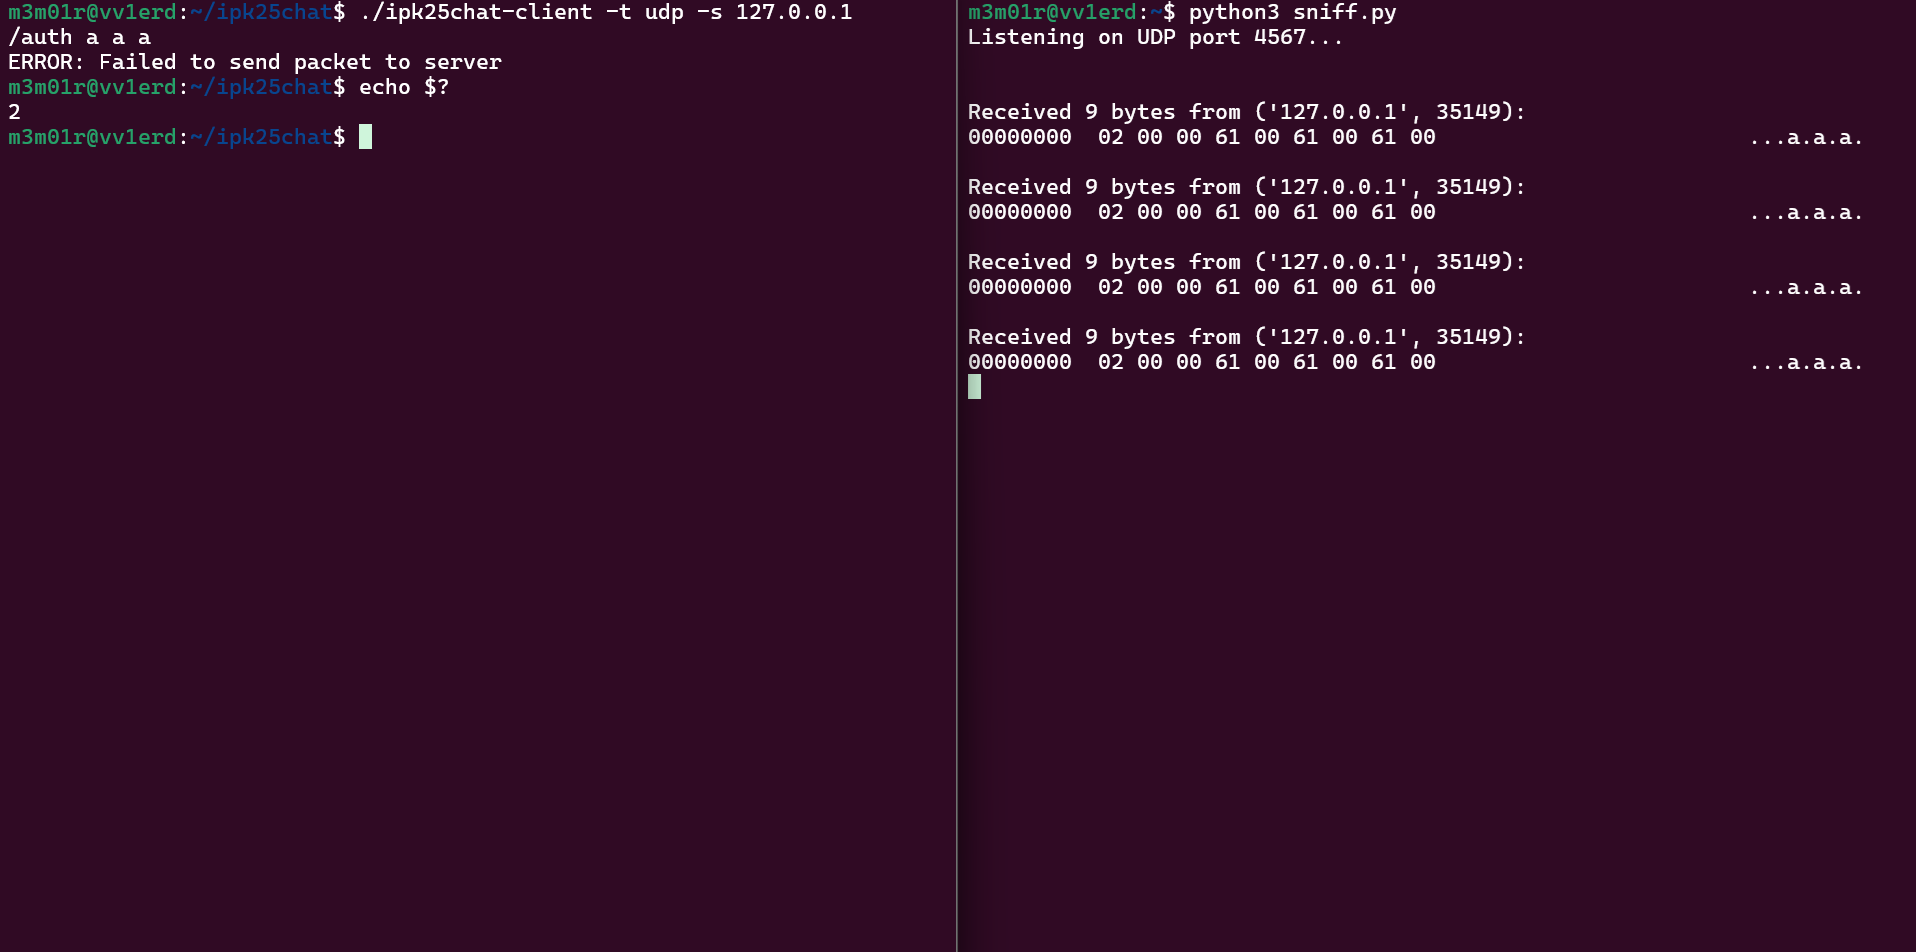 m3m01r@vv1erd:~/ipk25chat$ ./ipk25chat-client -t udp -s 127.0.0.1
/auth a a a
ERROR: Failed to send packet to server
m3m01r@vv1erd:~/ipk25chat$ echo $?
2
m3m01r@vv1erd:~/ipk25chat$
m3m01r@vv1erd:~$ python3 sniff.py
Listening on UDP port 4567...
Received 9 bytes from ('127.0.0.1', 35149):
00000000  02 00 00 61 00 61 00 61 00                        ...a.a.a.
Received 9 bytes from ('127.0.0.1', 35149):
00000000  02 00 00 61 00 61 00 61 00                        ...a.a.a.
Received 9 bytes from ('127.0.0.1', 35149):
00000000  02 00 00 61 00 61 00 61 00                        ...a.a.a.
Received 9 bytes from ('127.0.0.1', 35149):
00000000  02 00 00 61 00 61 00 61 00                        ...a.a.a.